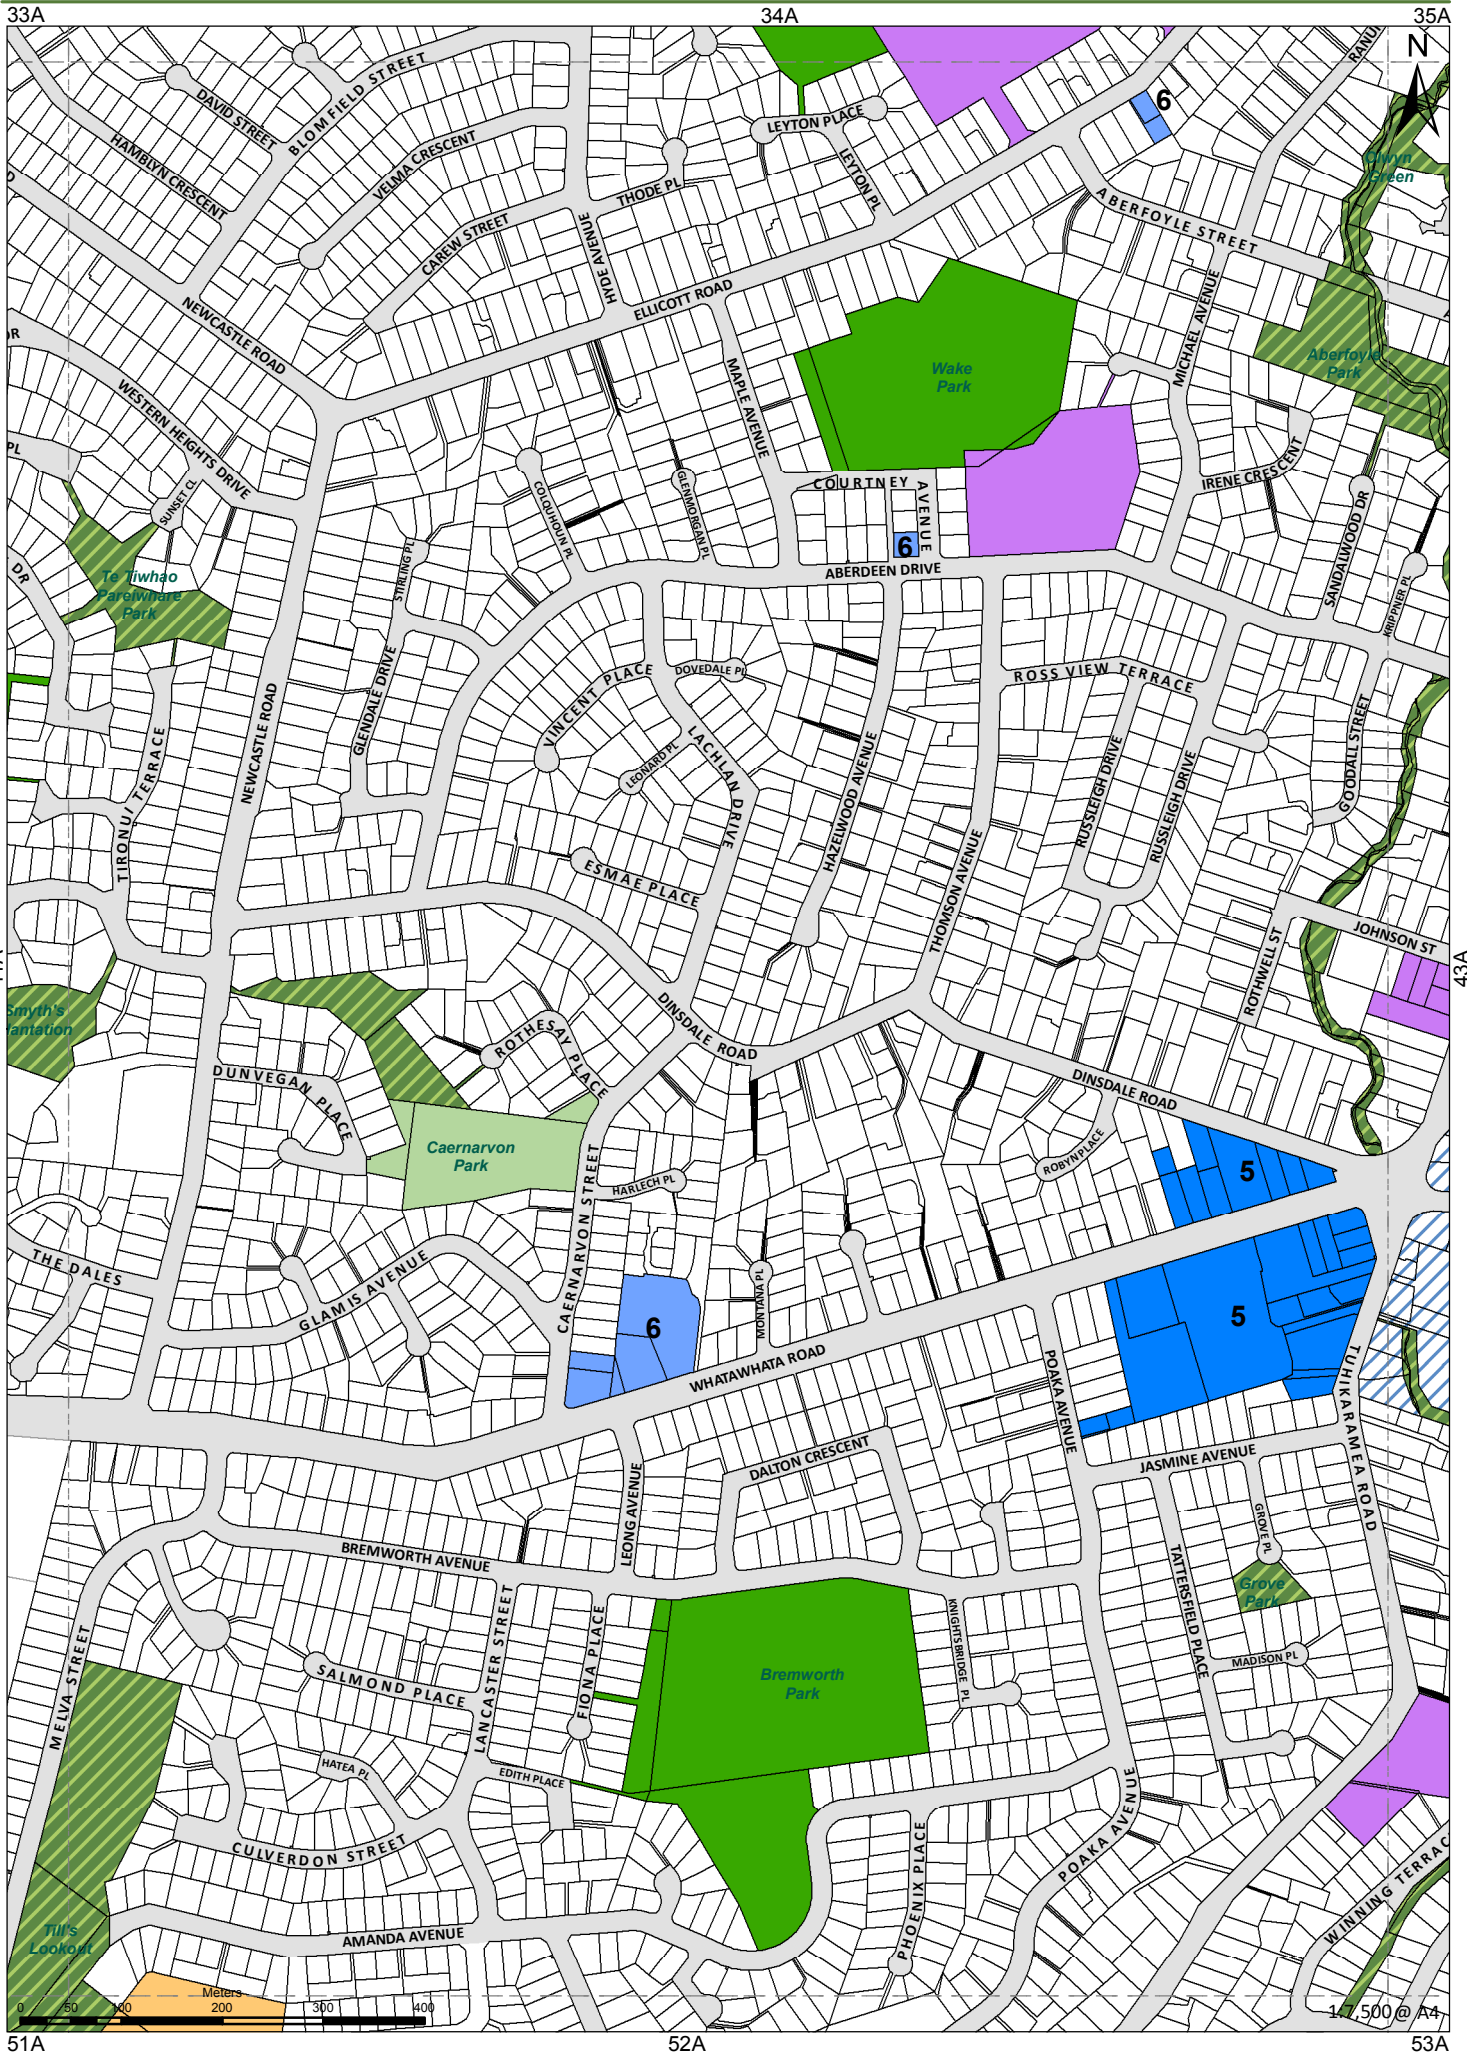 33A
34A
35A
N
6
DAVID STREET
BLOMFIELD STREET
HAMBLYN CRESCENT
VELMA CRESCENT
CAREW STREET
THODE PL
HYDE AVENUE
LEYTON PLACE
LEYTON PL
ABERFOYLE STREET
Green
NEWCASTLE ROAD
ELLICOTT ROAD
MICHAEL AVENUE
Wake
Park
Aberfoyle
Park
DR
WESTERN HEIGHTS DRIVE
MAPLE AVENUE
PL
SUNSET CL
COLQUHOUN PL
GLENMORGAN PL
COURTNEY
AVENUE
6
IRENE CRESCENT
SANDALWOOD DR
KRIPPNER PL
DR
Te Tiwhao
Pareiwhare
Park
STIRLING PL
ABERDEEN DRIVE
VINCENT PLACE
DOVEDALE PL
ROSS VIEW TERRACE
GLENDALE DRIVE
NEWCASTLE ROAD
LEONARD PL
LACHLAN DRIVE
HAZELWOOD AVENUE
RUSSLEIGH DRIVE
RUSSLEIGH DRIVE
GOODALL STREET
TIRONUI TERRACE
ESMAE PLACE
THOMSON AVENUE
JOHNSON ST
43A
ROTHWELL ST
Smyth's
DINSDALE ROAD
ROTHESAY PLACE
DUNVEGAN PLACE
DINSDALE ROAD
Caernarvon
Park
ROBYN PLACE
HARLECH PL
5
CAERNARVON STREET
THE DALES
GLAMIS AVENUE
MONTANA PL
6
5
WHATAWHATA ROAD
POAKA AVENUE
TUHIKARAMEA ROAD
DALTON CRESCENT
JASMINE AVENUE
LEONG AVENUE
GROVE PL
BREMWORTH AVENUE
TATTERSFIELD PLACE
Grove
Park
MELVA STREET
LANCASTER STREET
FIONA PLACE
KNIGHTSBRIDGE PL
SALMOND PLACE
Bremworth
Park
MADISON PL
HATEA PL
EDITH PLACE
CULVERDON STREET
POAKA AVENUE
PHOENIX PLACE
Till's
Lookout
AMANDA AVENUE
Meters
0 50 100 200 300 400
1:7,500@ A4
51A
52A
53A